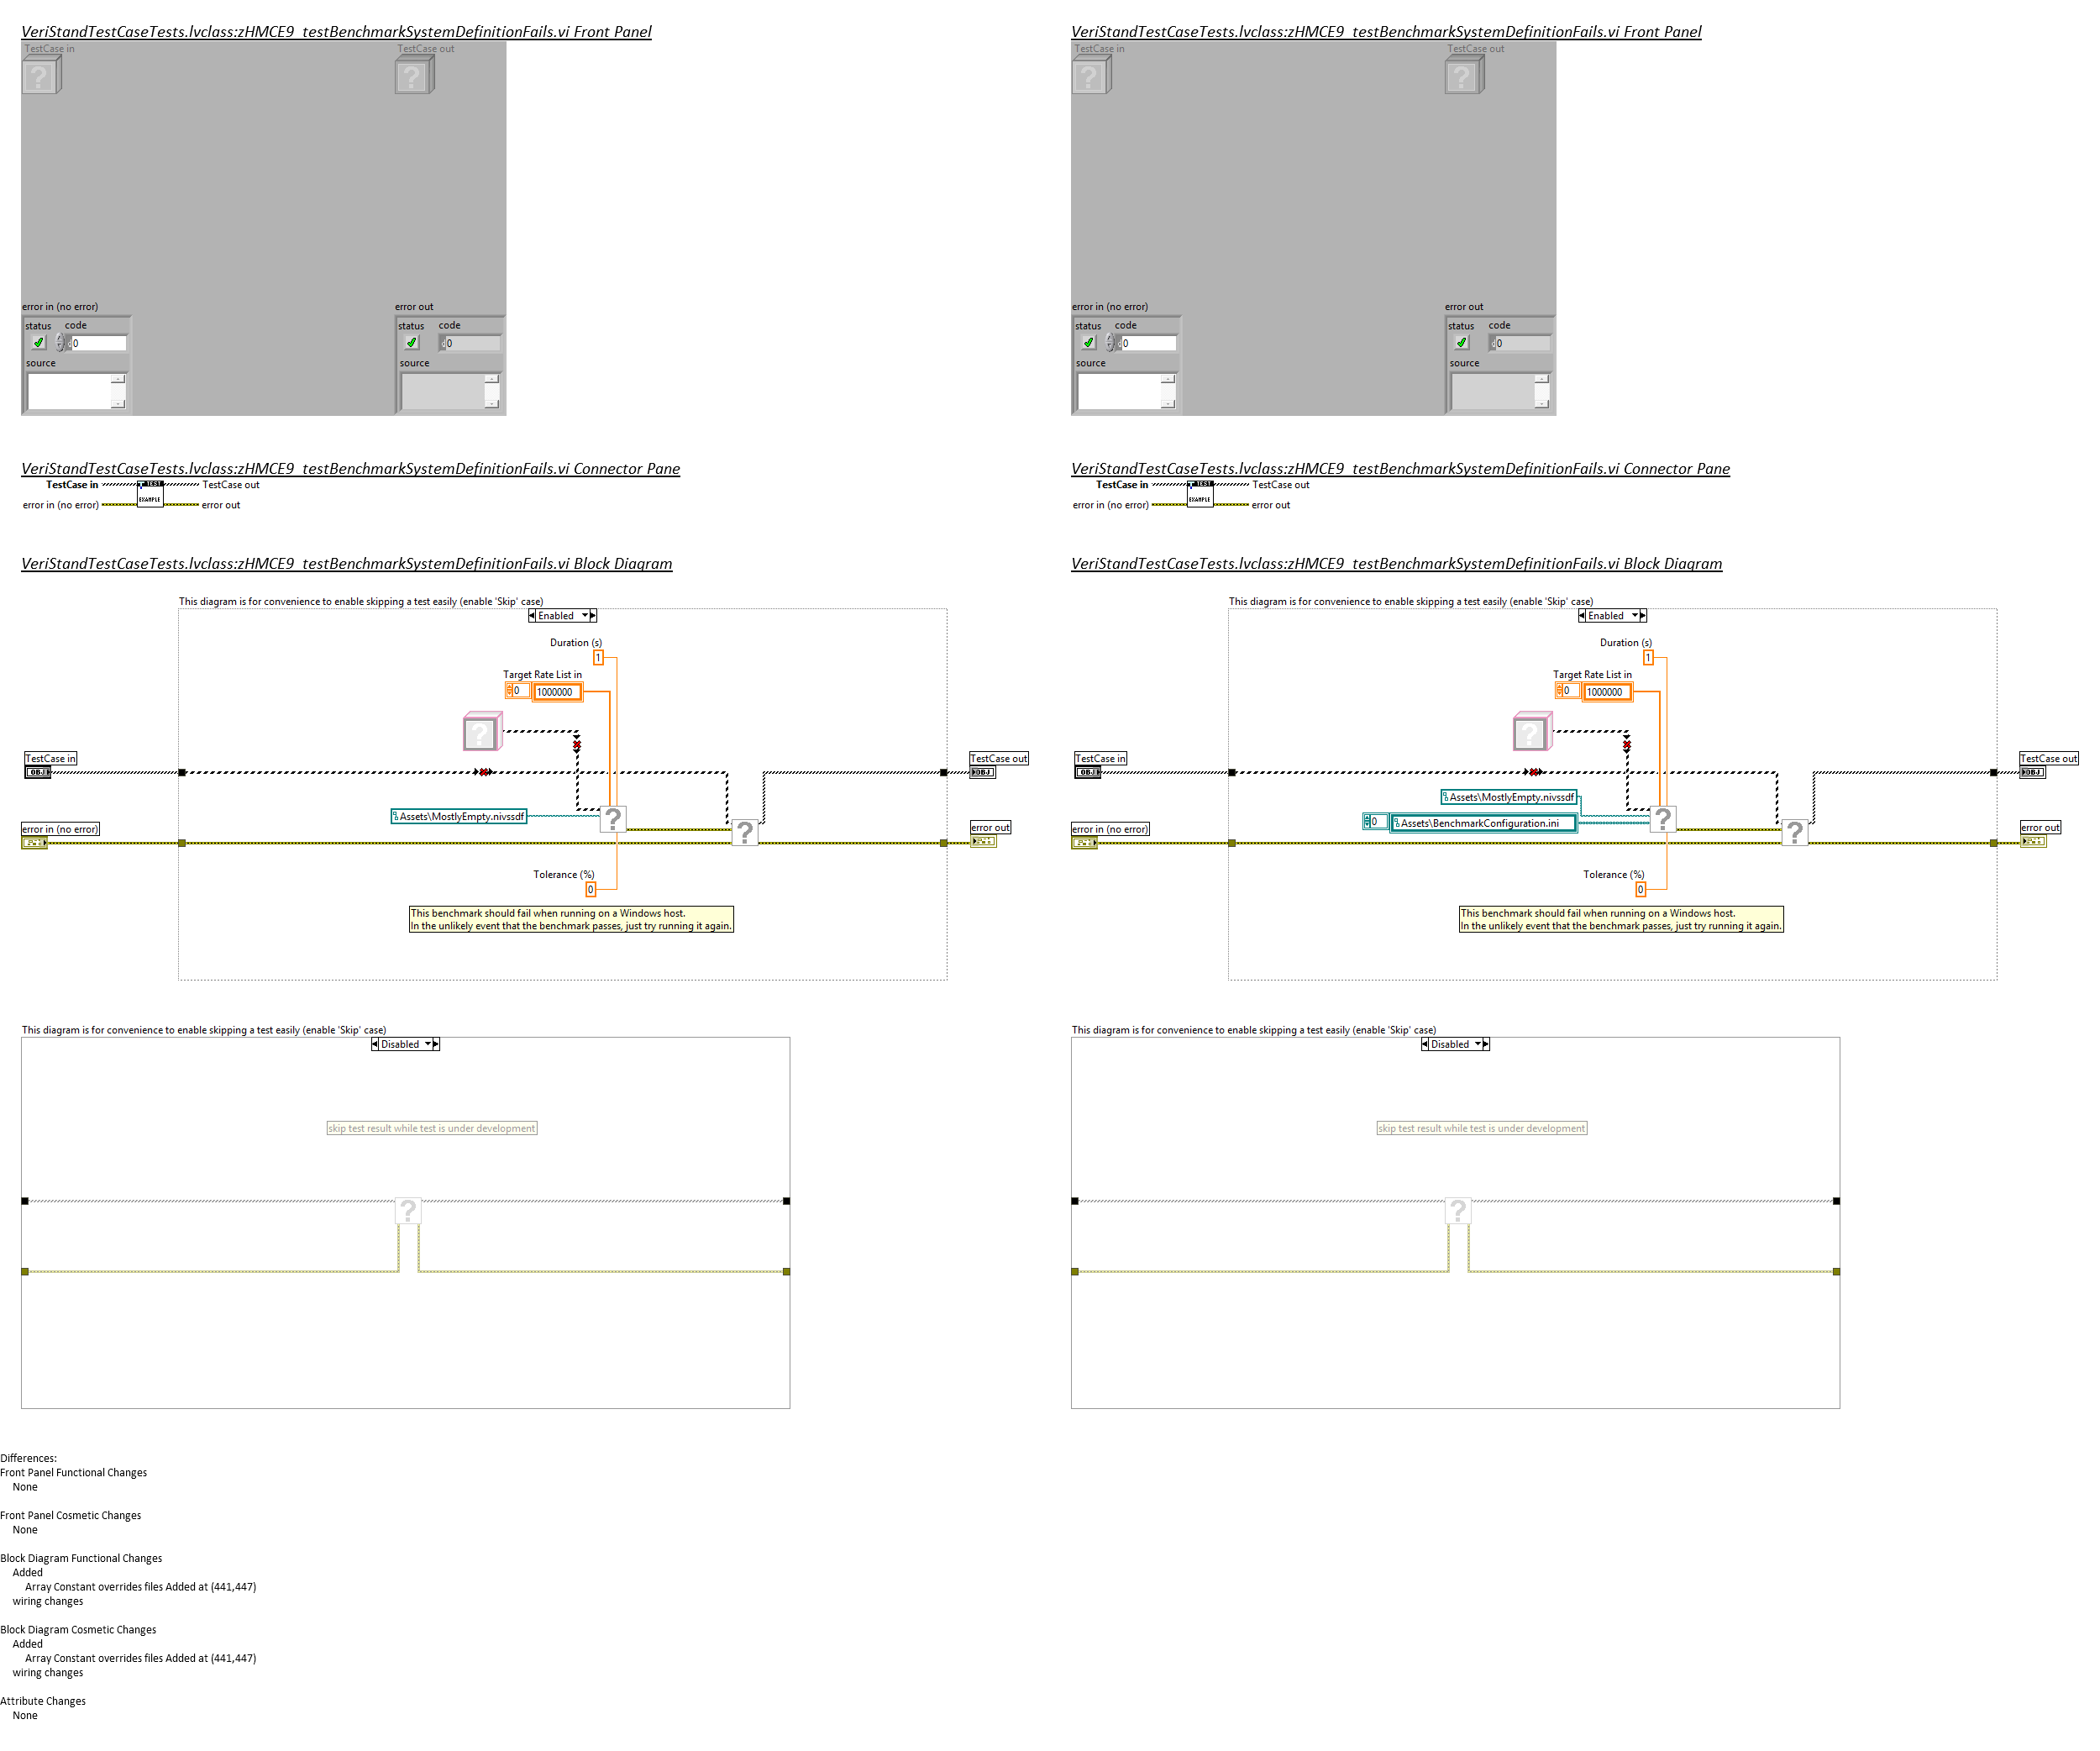 VeriStandTestCaseTests.lvclass:zHMCE9_testBenchmarkSystemDefinitionFails.vi Front Panel
TestCase in
TestCase out
error in (no error)
error out
status
code
0
source
status
code
0
source
VeriStandTestCaseTests.lvclass:zHMCE9_testBenchmarkSystemDefinitionFails.vi Connector Pane
TestCase in
TEST
EXAMPLE
TestCase out
error in (no error)
error out
VeriStandTestCaseTests.lvclass:zHMCE9_testBenchmarkSystemDefinitionFails.vi Block Diagram
This diagram is for convenience to enable skipping a test easily (enable 'Skip' case)
Enabled
Duration (s)
1
Target Rate List in
0
1000000
TestCase in
OBJ
TestCase out
OBJ
Assets\MostlyEmpty.nivssdf
error in (no error)
error out
Tolerance (%)
0
This benchmark should fail when running on a Windows host.
In the unlikely event that the benchmark passes, just try running it again.
This diagram is for convenience to enable skipping a test easily (enable 'Skip' case)
Disabled
skip test result while test is under development
VeriStandTestCaseTests.lvclass:zHMCE9_testBenchmarkSystemDefinitionFails.vi Front Panel
TestCase in
TestCase out
error in (no error)
error out
status
code
0
source
status
code
0
source
VeriStandTestCaseTests.lvclass:zHMCE9_testBenchmarkSystemDefinitionFails.vi Connector Pane
TestCase in
TEST
EXAMPLE
TestCase out
error in (no error)
error out
VeriStandTestCaseTests.lvclass:zHMCE9_testBenchmarkSystemDefinitionFails.vi Block Diagram
This diagram is for convenience to enable skipping a test easily (enable 'Skip' case)
Enabled
Duration (s)
1
Target Rate List in
0
1000000
TestCase in
OBJ
TestCase out
OBJ
Assets\MostlyEmpty.nivssdf
0
Assets\BenchmarkConfiguration.ini
error in (no error)
error out
Tolerance (%)
0
This benchmark should fail when running on a Windows host.
In the unlikely event that the benchmark passes, just try running it again.
This diagram is for convenience to enable skipping a test easily (enable 'Skip' case)
Disabled
skip test result while test is under development
Differences:
Front Panel Functional Changes
None
Front Panel Cosmetic Changes
None
Block Diagram Functional Changes
Added
Array Constant overrides files Added at (441,447)
wiring changes
Block Diagram Cosmetic Changes
Added
Array Constant overrides files Added at (441,447)
wiring changes
Attribute Changes
None